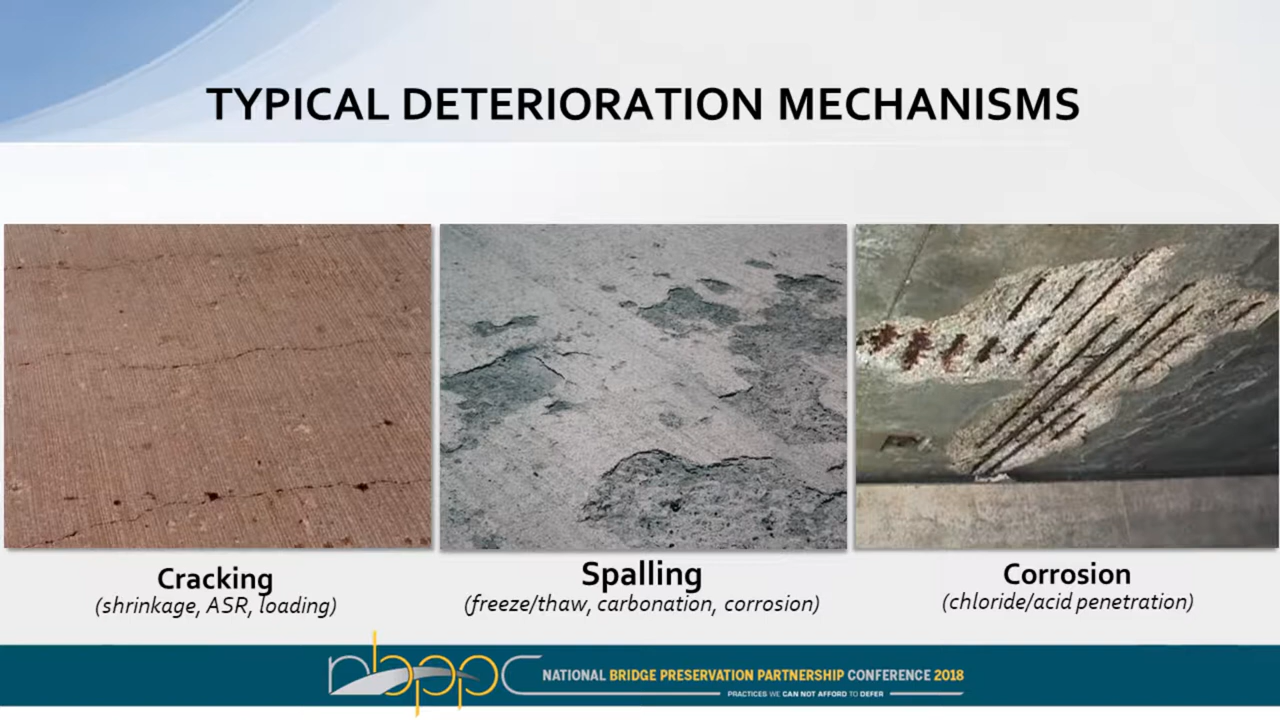 TYPICAL DETERIORATION MECHANISMS
Cracking
(shrinkage, ASR, loading)
Spalling
(freeze/thaw, carbonation, corrosion)
Corrosion
(chloride/acid penetration)
nbppc
NATIONAL BRIDGE PRESERVATION PARTNERSHIP CONFERENCE 2018
PRACTICES WE CAN NOT AFFORD TO DEFER